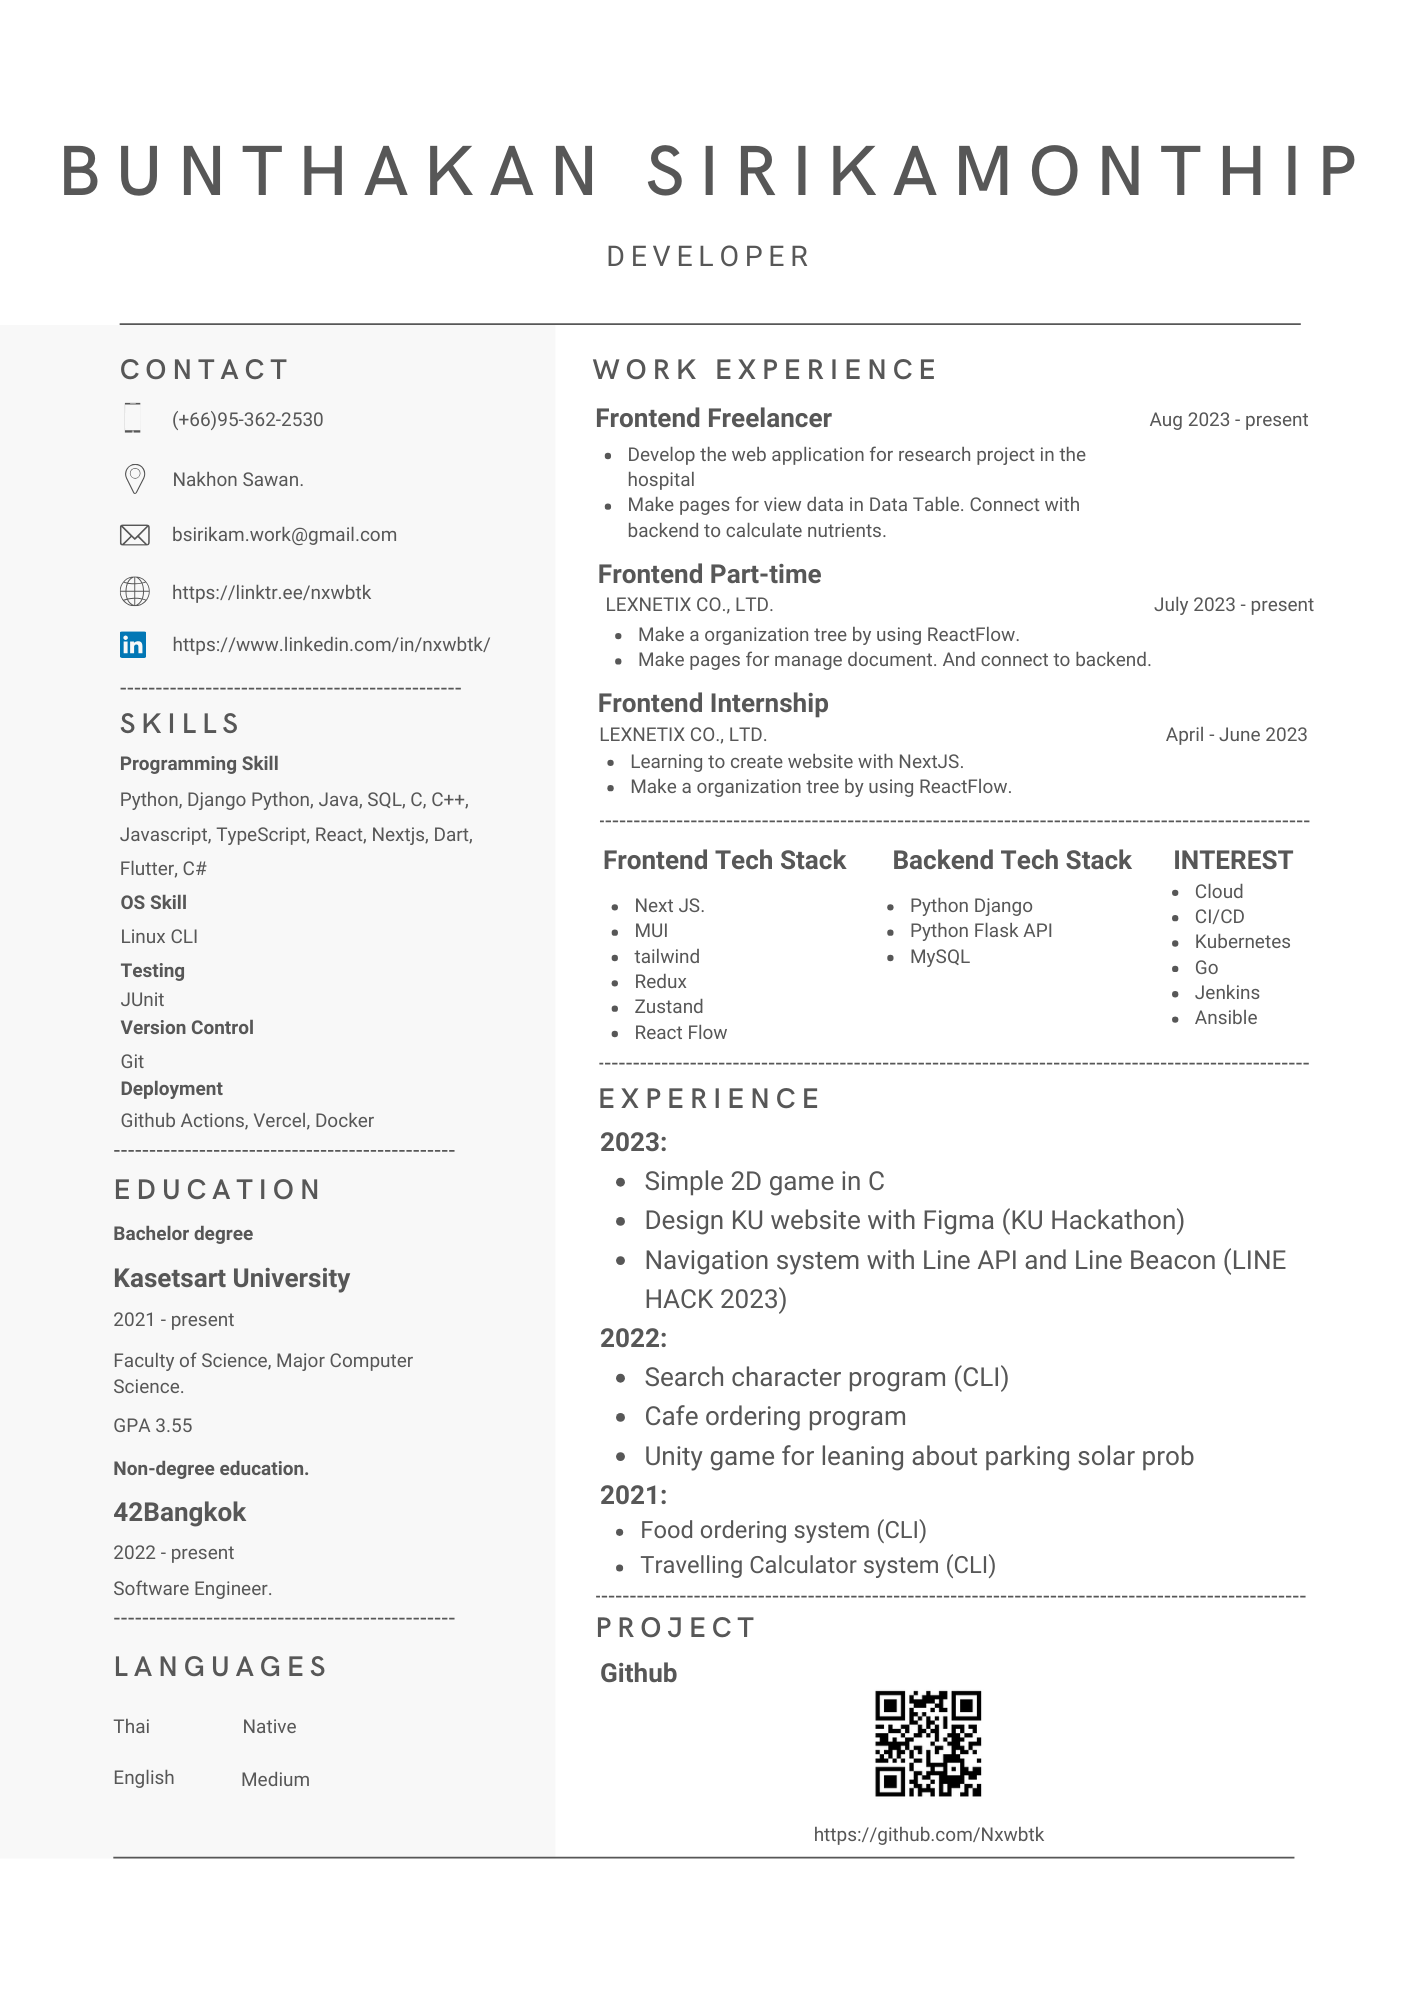 BUNTHAKAN SIRIKAMONTHIP
DEVELOPER
CONTACT
(+66)95-362-2530
Nakhon Sawan.
bsirikam.work@gmail.com
https://linktr.ee/nxwbtk
https://www.linkedin.com/in/nxwbtk/
SKILLS
Programming Skill
Python, Django Python, Java, SQL, C, C++,
Javascript, TypeScript, React, Nextjs, Dart,
Flutter, C#
OS Skill
Linux CLI
Testing
JUnit
Version Control
Git
Deployment
Github Actions, Vercel, Docker
EDUCATION
Bachelor degree
Kasetsart University
2021 - present
Faculty of Science, Major Computer
Science.
GPA 3.55
Non-degree education.
42Bangkok
2022 - present
Software Engineer.
LANGUAGES
Thai Native
English Medium
WORK EXPERIENCE
Frontend Freelancer Aug 2023 - present
• Develop the web application for research project in the
hospital
• Make pages for view data in Data Table. Connect with
backend to calculate nutrients.
Frontend Part-time
LEXNETIX CO., LTD. July 2023 - present
• Make a organization tree by using ReactFlow.
• Make pages for manage document. And connect to backend.
Frontend Internship
LEXNETIX CO., LTD. April - June 2023
• Learning to create website with NextJS.
• Make a organization tree by using ReactFlow.
Frontend Tech Stack
• Next JS.
• MUI
• tailwind
• Redux
• Zustand
• React Flow
Backend Tech Stack
• Python Django
• Python Flask API
• MySQL
INTEREST
• Cloud
• CI/CD
• Kubernetes
• Go
• Jenkins
• Ansible
EXPERIENCE
2023:
• Simple 2D game in C
• Design KU website with Figma (KU Hackathon)
• Navigation system with Line API and Line Beacon (LINE
HACK 2023)
2022:
• Search character program (CLI)
• Cafe ordering program
• Unity game for leaning about parking solar prob
2021:
• Food ordering system (CLI)
• Travelling Calculator system (CLI)
PROJECT
Github
https://github.com/Nxwbtk